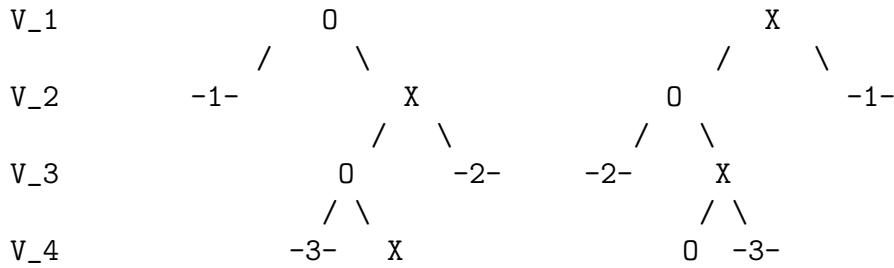 V_1 O X
/ \ / \
V_2 -1- X O -1-
/ \ / \
V_3 O -2- -2- X
/ \ / \
V_4 -3- X O -3-